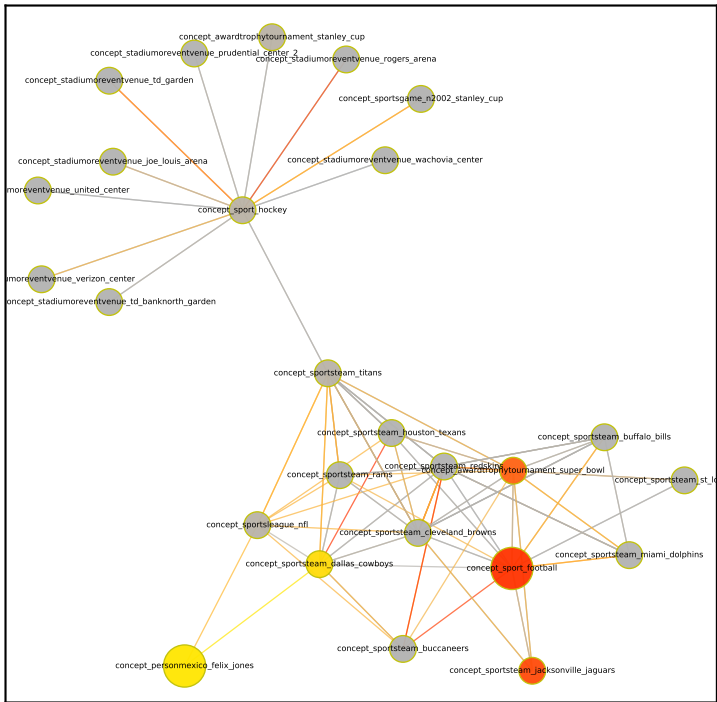 concept_awardtrophytournament_stanley_cup
concept_stadiumoreventvenue_prudential_center_2
concept_stadiumoreventvenue_rogers_arena
concept_stadiumoreventvenue_td_garden
concept_sportsgame_n2002_stanley_cup
concept_stadiumoreventvenue_joe_louis_arena
concept_stadiumoreventvenue_wachovia_center
moreventvenue_united_center
concept_sport_hockey
moreventvenue_verizon_center
oncept_stadiumoreventvenue_td_banknorth_garden
concept_sportsteam_titans
concept_sportsteam_houston_texans
concept_sportsteam_buffalo_bills
concept_sportsteam_redskins
concept_awardtrophytournament_super_bowl
concept_sportsteam_rams
concept_sportsteam_st_lo
concept_sportsleague_nfl
concept_sportsteam_cleveland_browns
concept_sportsteam_miami_dolphins
concept_sportsteam_dallas_cowboys
concept_sport_football
concept_sportsteam_buccaneers
concept_personmexico_felix_jones
concept_sportsteam_jacksonville_jaguars